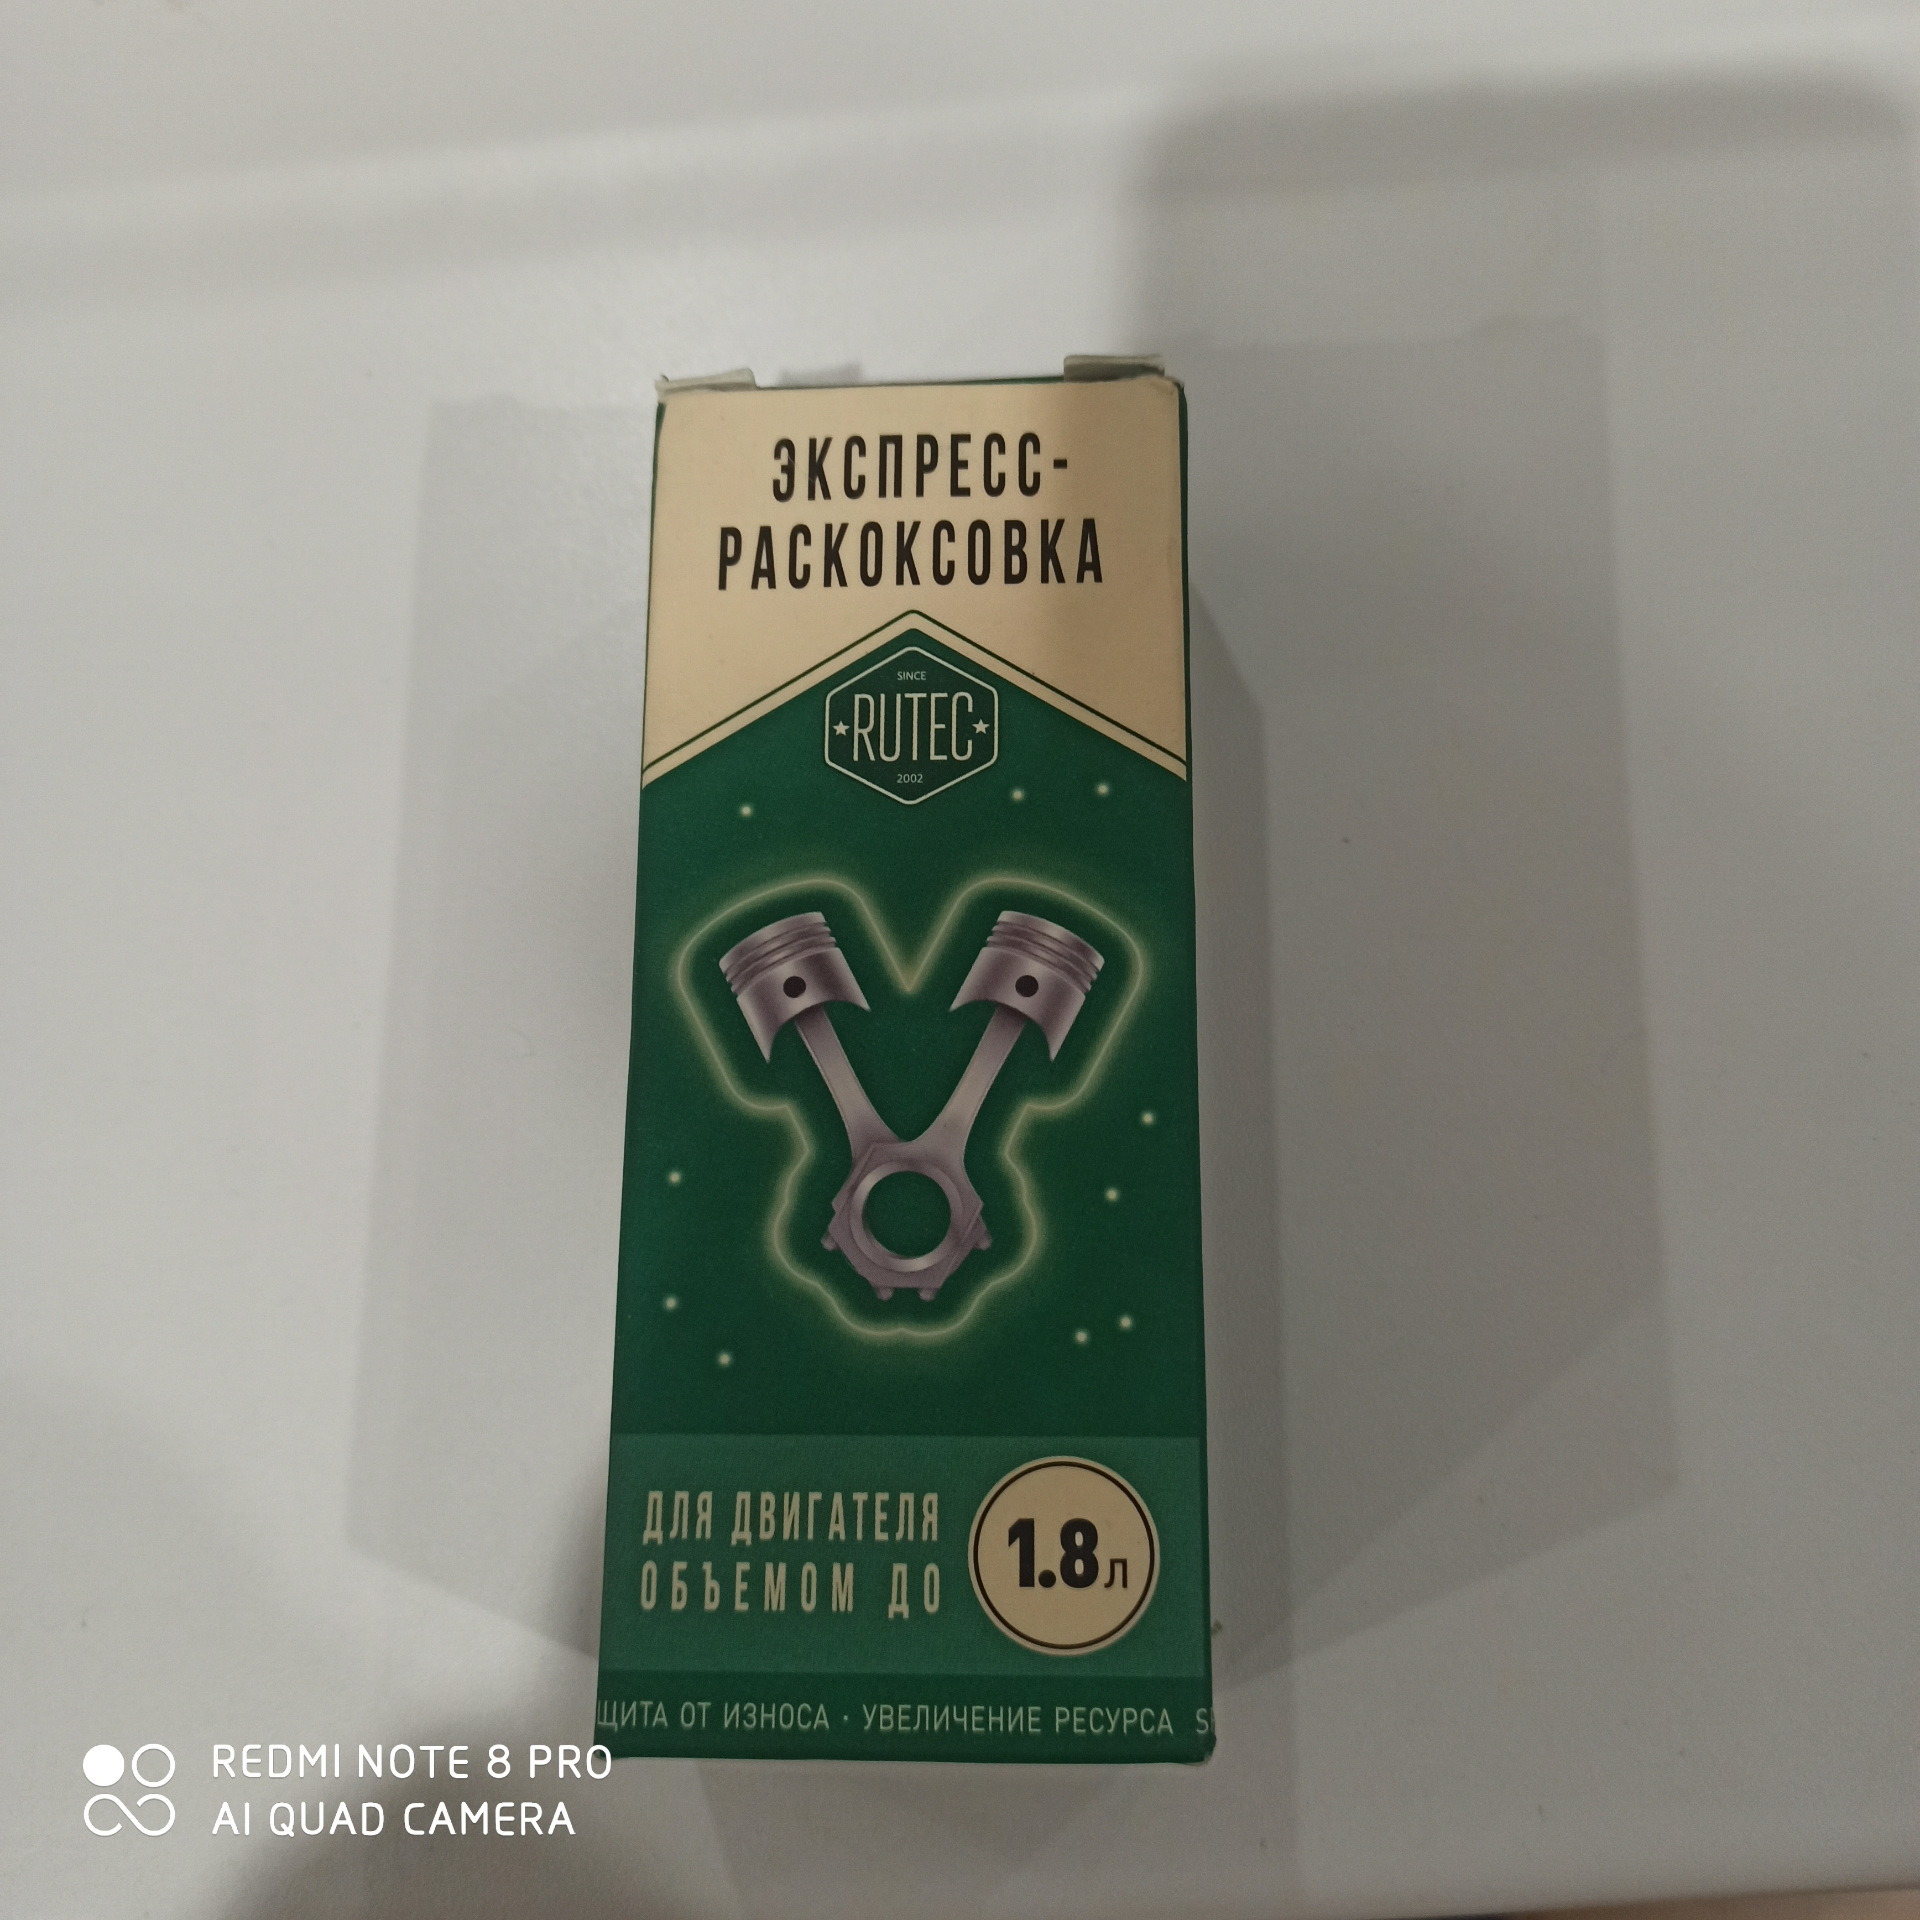 ЭКСПРЕСС-
РАСКОКСОВКА
SINCE
RUTEC
2002
ДЛЯ ДВИГАТЕЛЯ
ОБЪЕМОМ ДО
1.8 л
ЩИТА ОТ ИЗНОСА · УВЕЛИЧЕНИЕ РЕСУРСА
REDMI NOTE 8 PRO
AI QUAD CAMERA